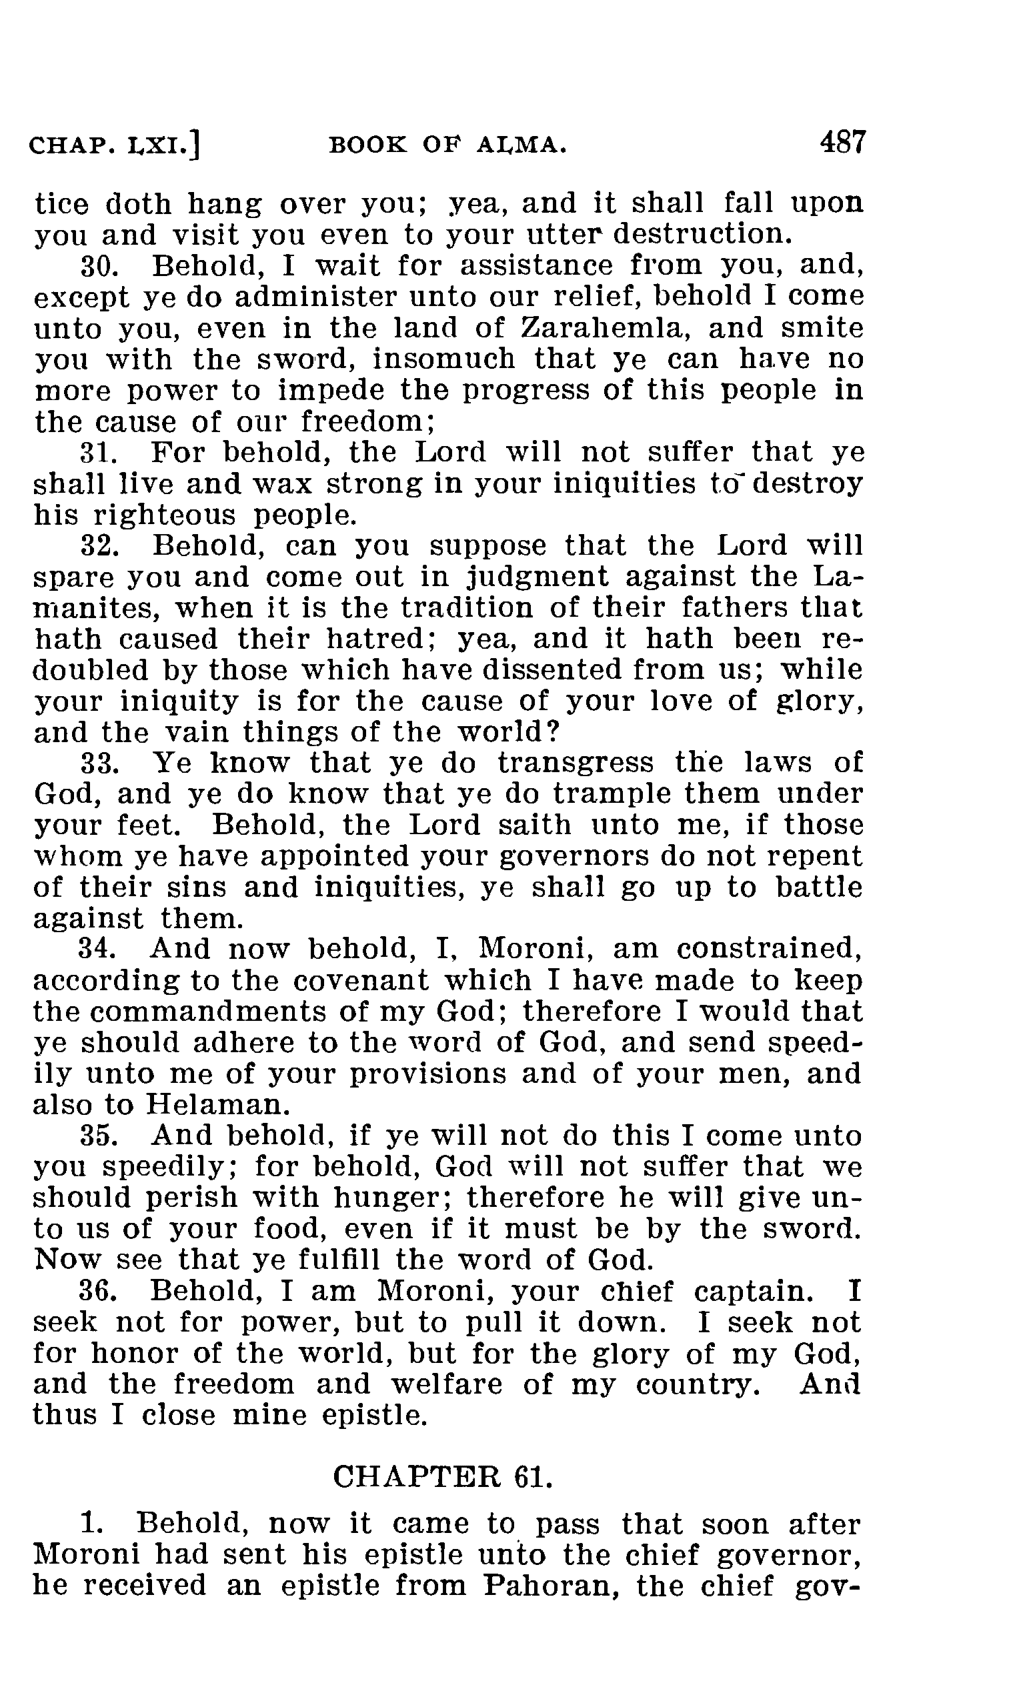 CHAP. LXI.] BOOK OF ALMA. 487
tice doth hang over you; yea, and it shall fall upon
you and visit you even to your utter destruction.
30. Behold, I wait for assistance from you, and,
except ye do administer unto our relief, behold I come
unto you, even in the land of Zarahemla, and smite
you with the sword, insomuch that ye can have no
more power to impede the progress of this people in
the cause of our freedom;
31. For behold, the Lord will not suffer that ye
shall live and wax strong in your iniquities to destroy
his righteous people.
32. Behold, can you suppose that the Lord will
spare you and come out in judgment against the La-
manites, when it is the tradition of their fathers that
hath caused their hatred; yea, and it hath been re-
doubled by those which have dissented from us; while
your iniquity is for the cause of your love of glory,
and the vain things of the world?
33. Ye know that ye do transgress the laws of
God, and ye do know that ye do trample them under
your feet. Behold, the Lord saith unto me, if those
whom ye have appointed your governors do not repent
of their sins and iniquities, ye shall go up to battle
against them.
34. And now behold, I, Moroni, am constrained,
according to the covenant which I have made to keep
the commandments of my God; therefore I would that
ye should adhere to the word of God, and send speed-
ily unto me of your provisions and of your men, and
also to Helaman.
35. And behold, if ye will not do this I come unto
you speedily; for behold, God will not suffer that we
should perish with hunger; therefore he will give un-
to us of your food, even if it must be by the sword.
Now see that ye fulfill the word of God.
36. Behold, I am Moroni, your chief captain. I
seek not for power, but to pull it down. I seek not
for honor of the world, but for the glory of my God,
and the freedom and welfare of my country. And
thus I close mine epistle.
CHAPTER 61.
1. Behold, now it came to pass that soon after
Moroni had sent his epistle unto the chief governor,
he received an epistle from Pahoran, the chief gov-